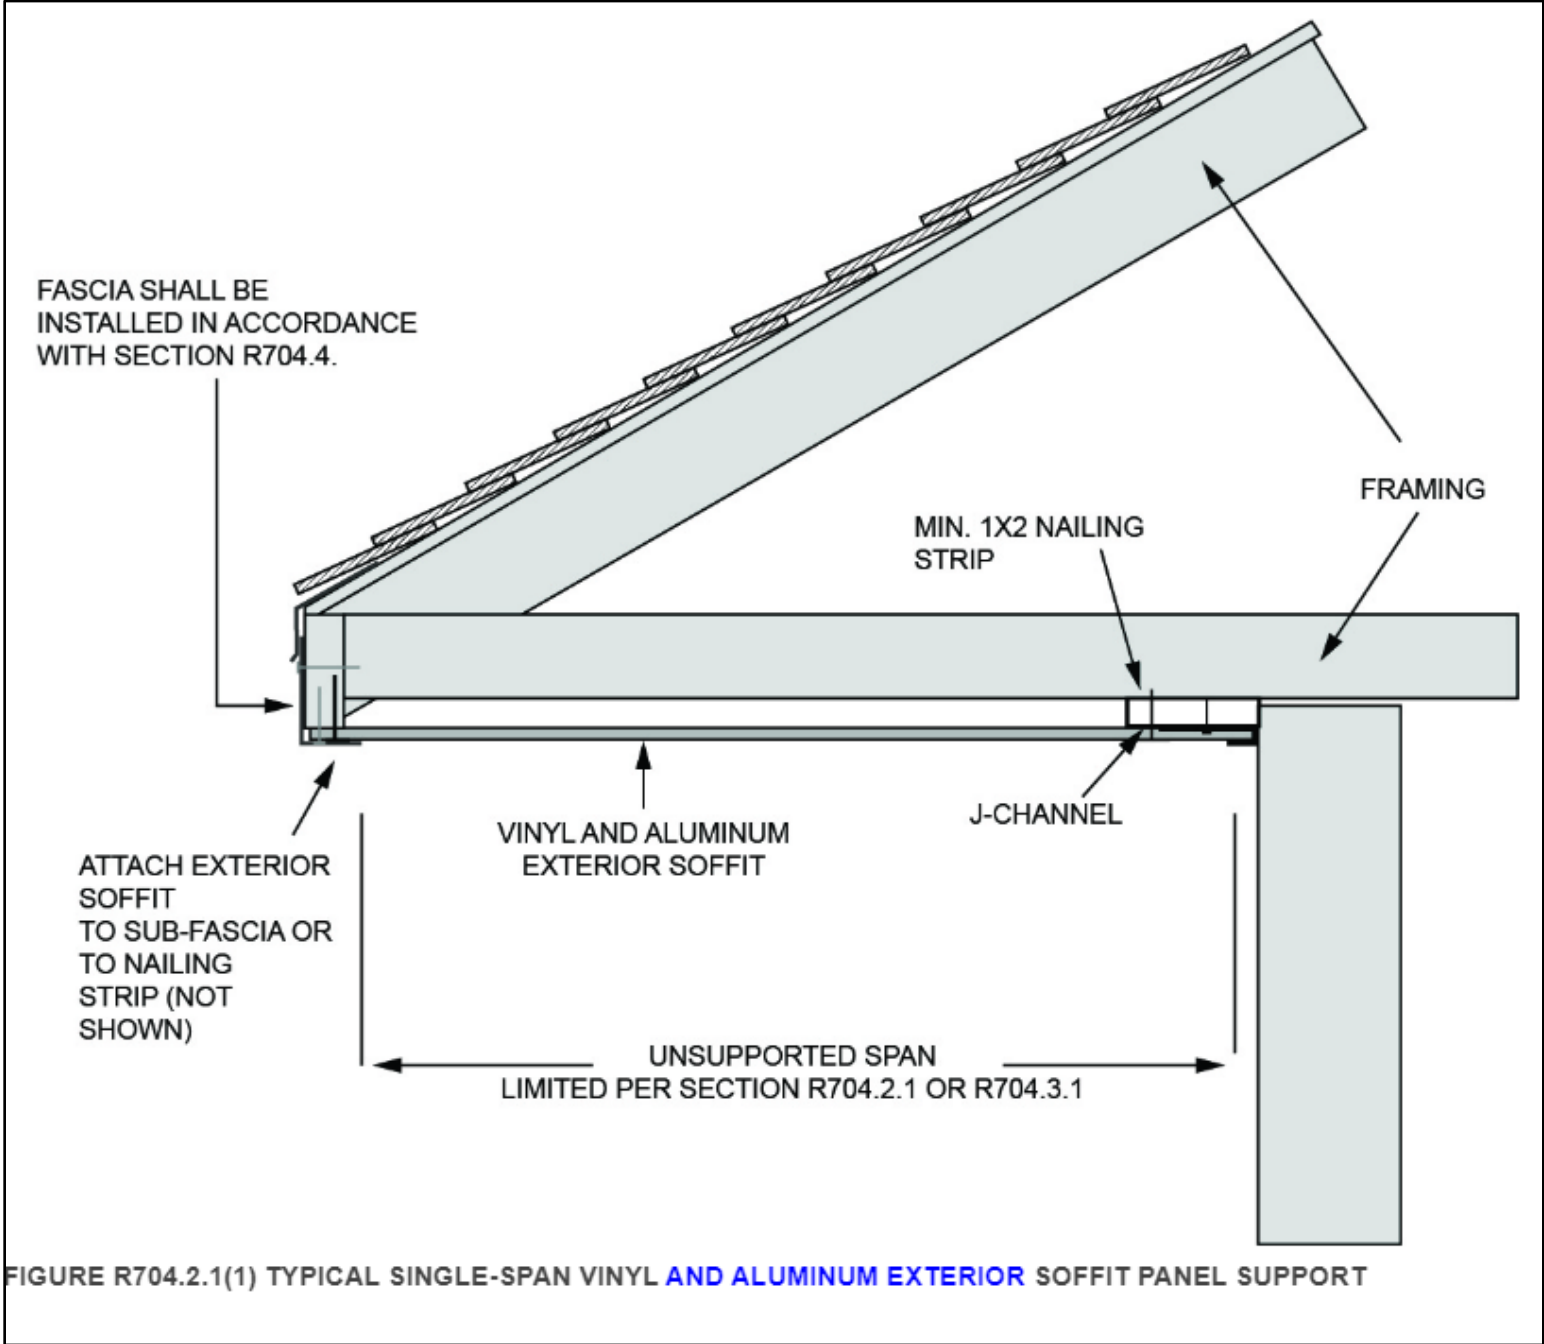 FASCIA SHALL BE
INSTALLED IN ACCORDANCE
WITH SECTION R704.4.
FRAMING
MIN. 1X2 NAILING
STRIP
J-CHANNEL
VINYL AND ALUMINUM
EXTERIOR SOFFIT
ATTACH EXTERIOR
SOFFIT
TO SUB-FASCIA OR
TO NAILING
STRIP (NOT
SHOWN)
UNSUPPORTED SPAN
LIMITED PER SECTION R704.2.1 OR R704.3.1
FIGURE R704.2.1(1) TYPICAL SINGLE-SPAN VINYL AND ALUMINUM EXTERIOR SOFFIT PANEL SUPPORT